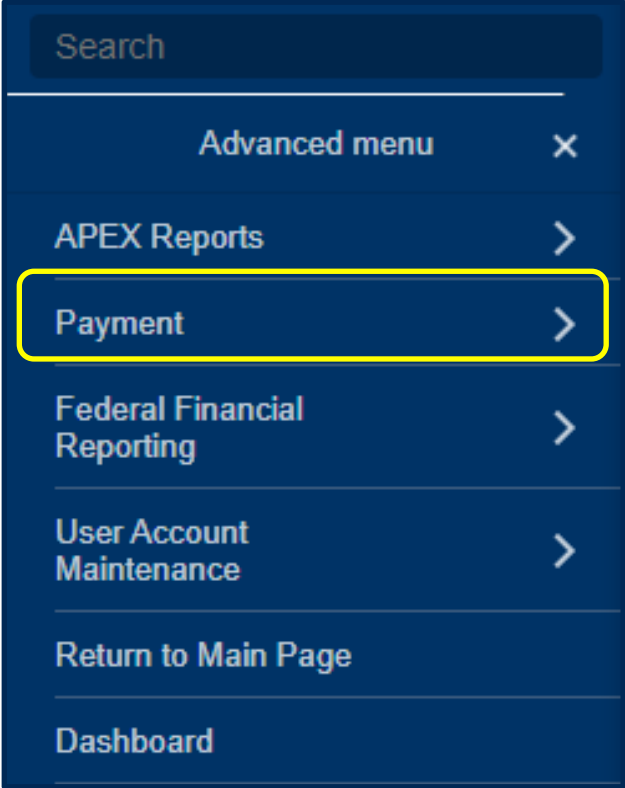 Search
Advanced menu
APEX Reports
Payment
Federal Financial
Reporting
User Account
Maintenance
Return to Main Page
Dashboard